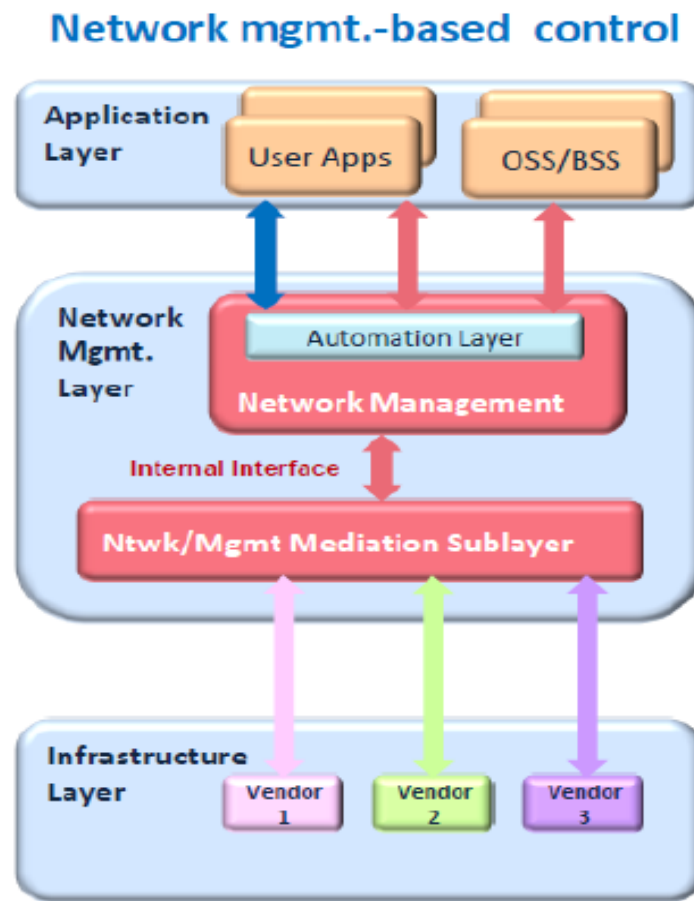 Network mgmt.-based control
Application
Layer
User Apps
OSS/BSS
Network
Mgmt.
Layer
Automation Layer
Network Management
Internal Interface
Ntwk/Mgmt Mediation Sublayer
Infrastructure
Layer
Vendor
1
Vendor
2
Vendor
3